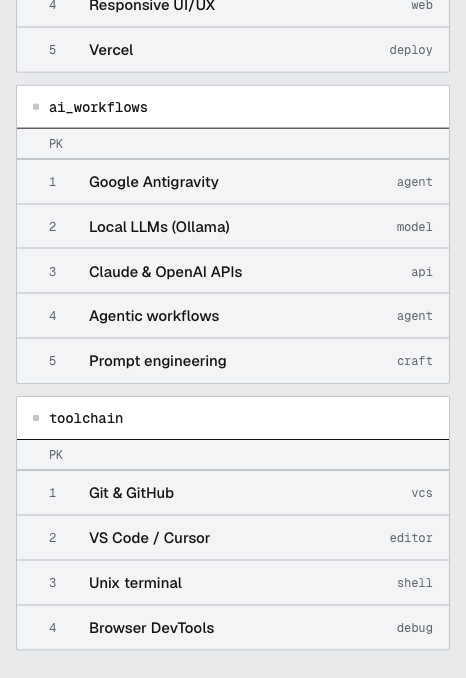 4 Responsive UI/UX web
5 Vercel deploy
ai_workflows
PK
1 Google Antigravity agent
2 Local LLMs (Ollama) model
3 Claude & OpenAI APIs api
4 Agentic workflows agent
5 Prompt engineering craft
toolchain
PK
1 Git & GitHub vcs
2 VS Code / Cursor editor
3 Unix terminal shell
4 Browser DevTools debug